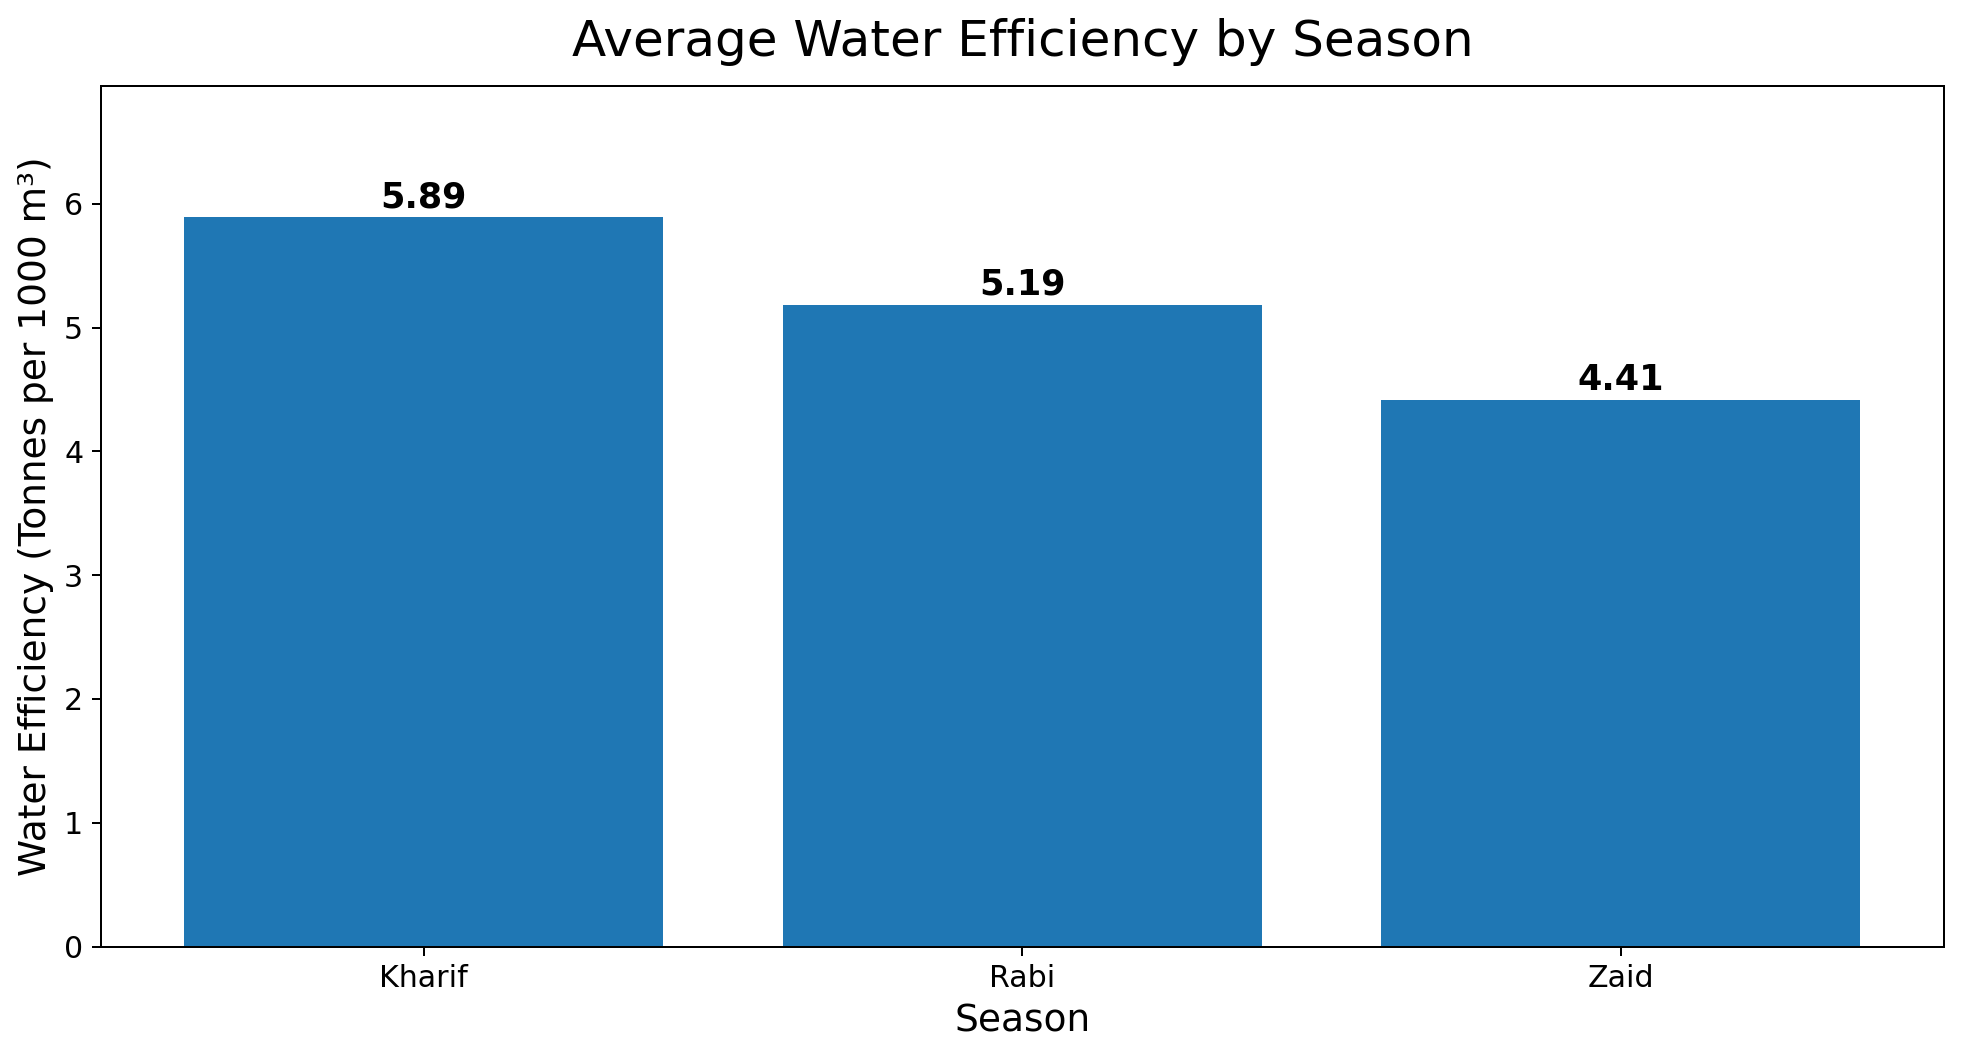 Average Water Efficiency by Season
Water Efficiency (Tonnes per 1000 m³)
6
5
4
3
2
1
0
5.89
5.19
4.41
Kharif
Rabi
Zaid
Season